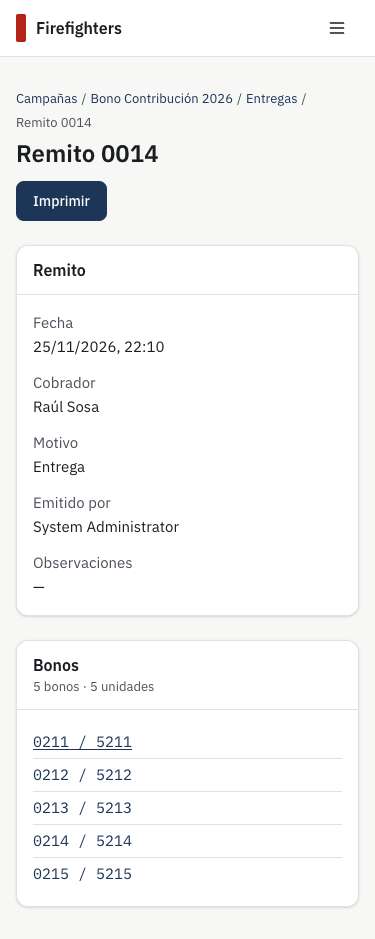 Firefighters
Campañas / Bono Contribución 2026 / Entregas /
Remito 0014
Remito 0014
Imprimir
Remito
Fecha
25/11/2026, 22:10
Cobrador
Raúl Sosa
Motivo
Entrega
Emitido por
System Administrator
Observaciones
—
Bonos
5 bonos · 5 unidades
0211 / 5211
0212 / 5212
0213 / 5213
0214 / 5214
0215 / 5215